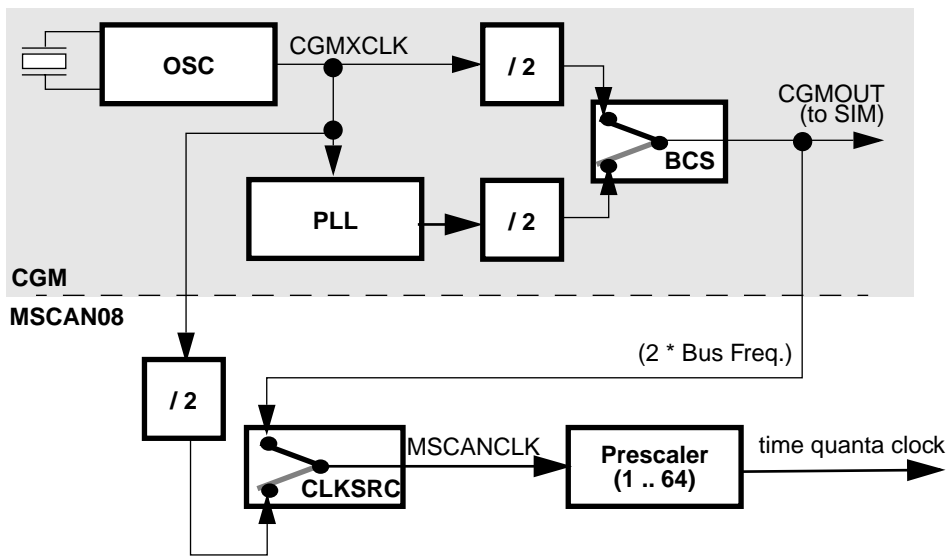 CGMXCLK
OSC
/ 2
CGMOUT
(to SIM)
BCS
PLL
/ 2
CGM
MSCAN08
(2 * Bus Freq.)
/ 2
MSCANCLK
CLKSRC
Prescaler
(1 .. 64)
time quanta clock